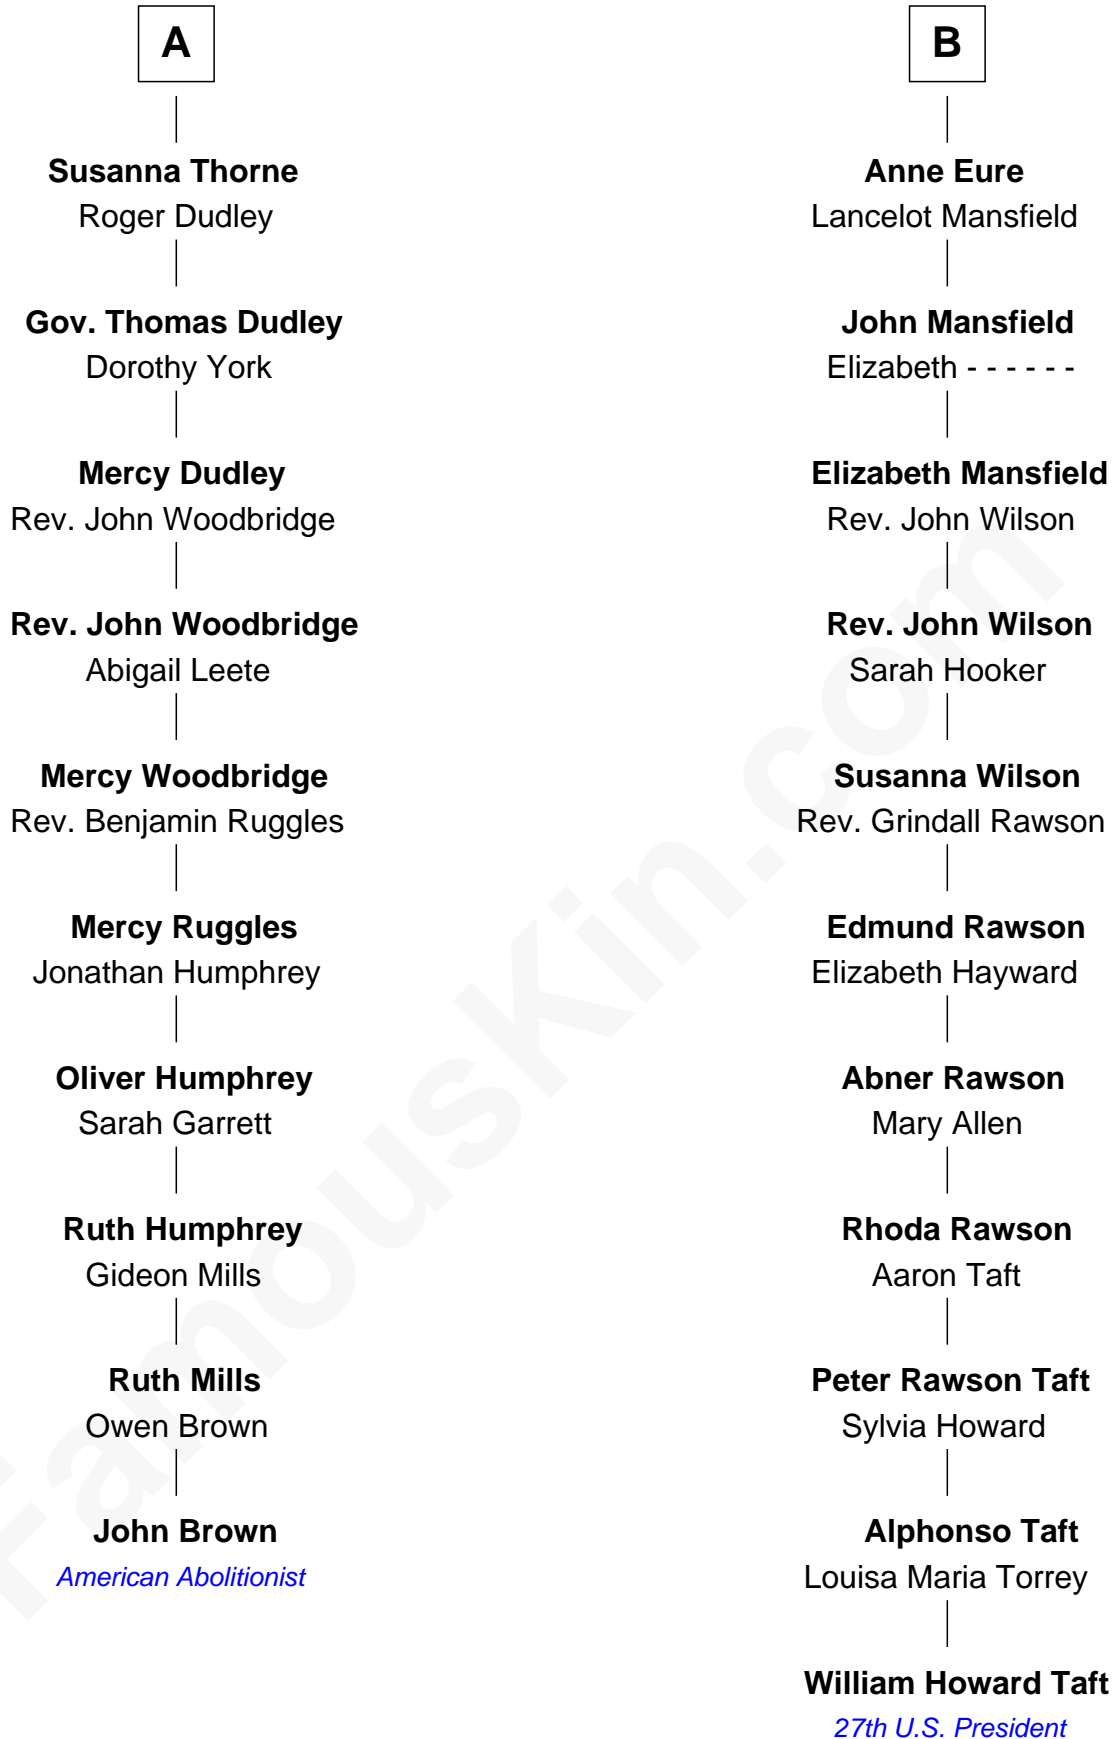 A
Susanna Thorne
Roger Dudley
Gov. Thomas Dudley
Dorothy York
Mercy Dudley
Rev. John Woodbridge
Rev. John Woodbridge
Abigail Leete
Mercy Woodbridge
Rev. Benjamin Ruggles
Mercy Ruggles
Jonathan Humphrey
Oliver Humphrey
Sarah Garrett
Ruth Humphrey
Gideon Mills
Ruth Mills
Owen Brown
John Brown
American Abolitionist
B
Anne Eure
Lancelot Mansfield
John Mansfield
Elizabeth - - - - - -
Elizabeth Mansfield
Rev. John Wilson
Rev. John Wilson
Sarah Hooker
Susanna Wilson
Rev. Grindall Rawson
Edmund Rawson
Elizabeth Hayward
Abner Rawson
Mary Allen
Rhoda Rawson
Aaron Taft
Peter Rawson Taft
Sylvia Howard
Alphonso Taft
Louisa Maria Torrey
William Howard Taft
27th U.S. President
FamousKin.com